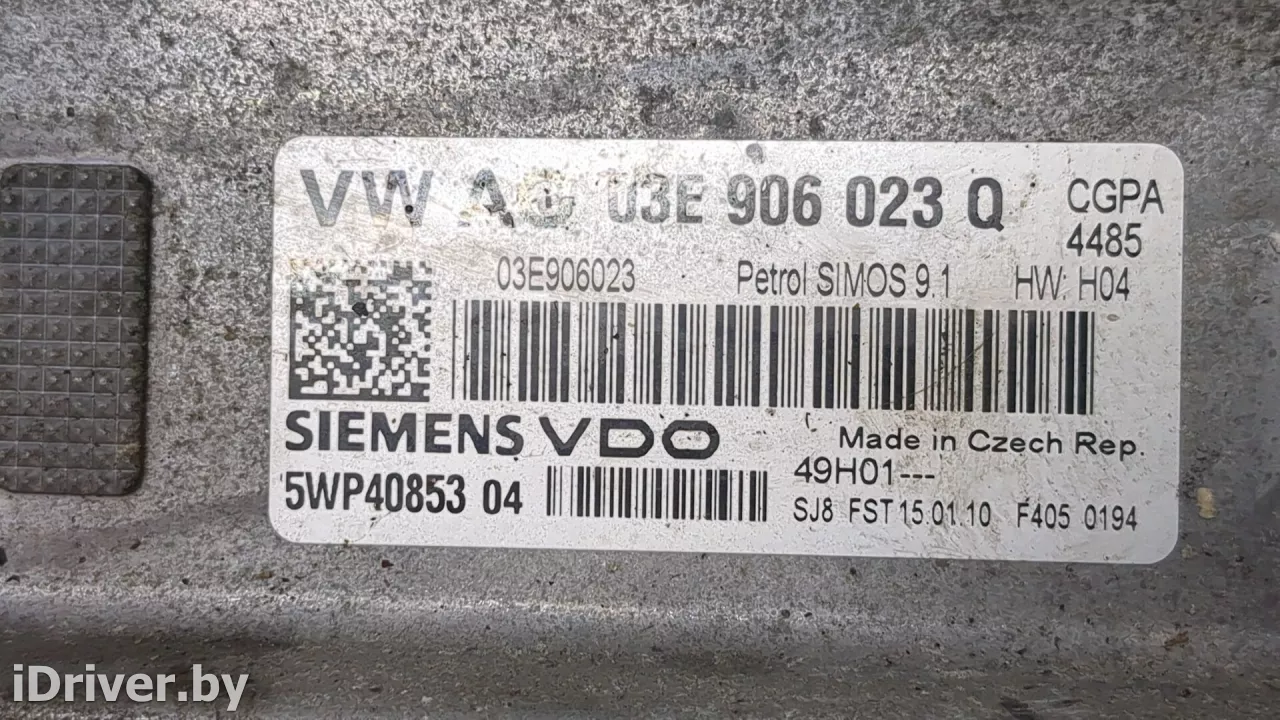 VW AG 03E 906 023 Q
CGPA
4485
03E906023 Petrol SIMOS 9.1 HW: H04
SIEMENS VDO
Made in Czech Rep.
5WP40853 04
49H01---
SJ8 FST 15.01.10 F405 0194
iDriver.by